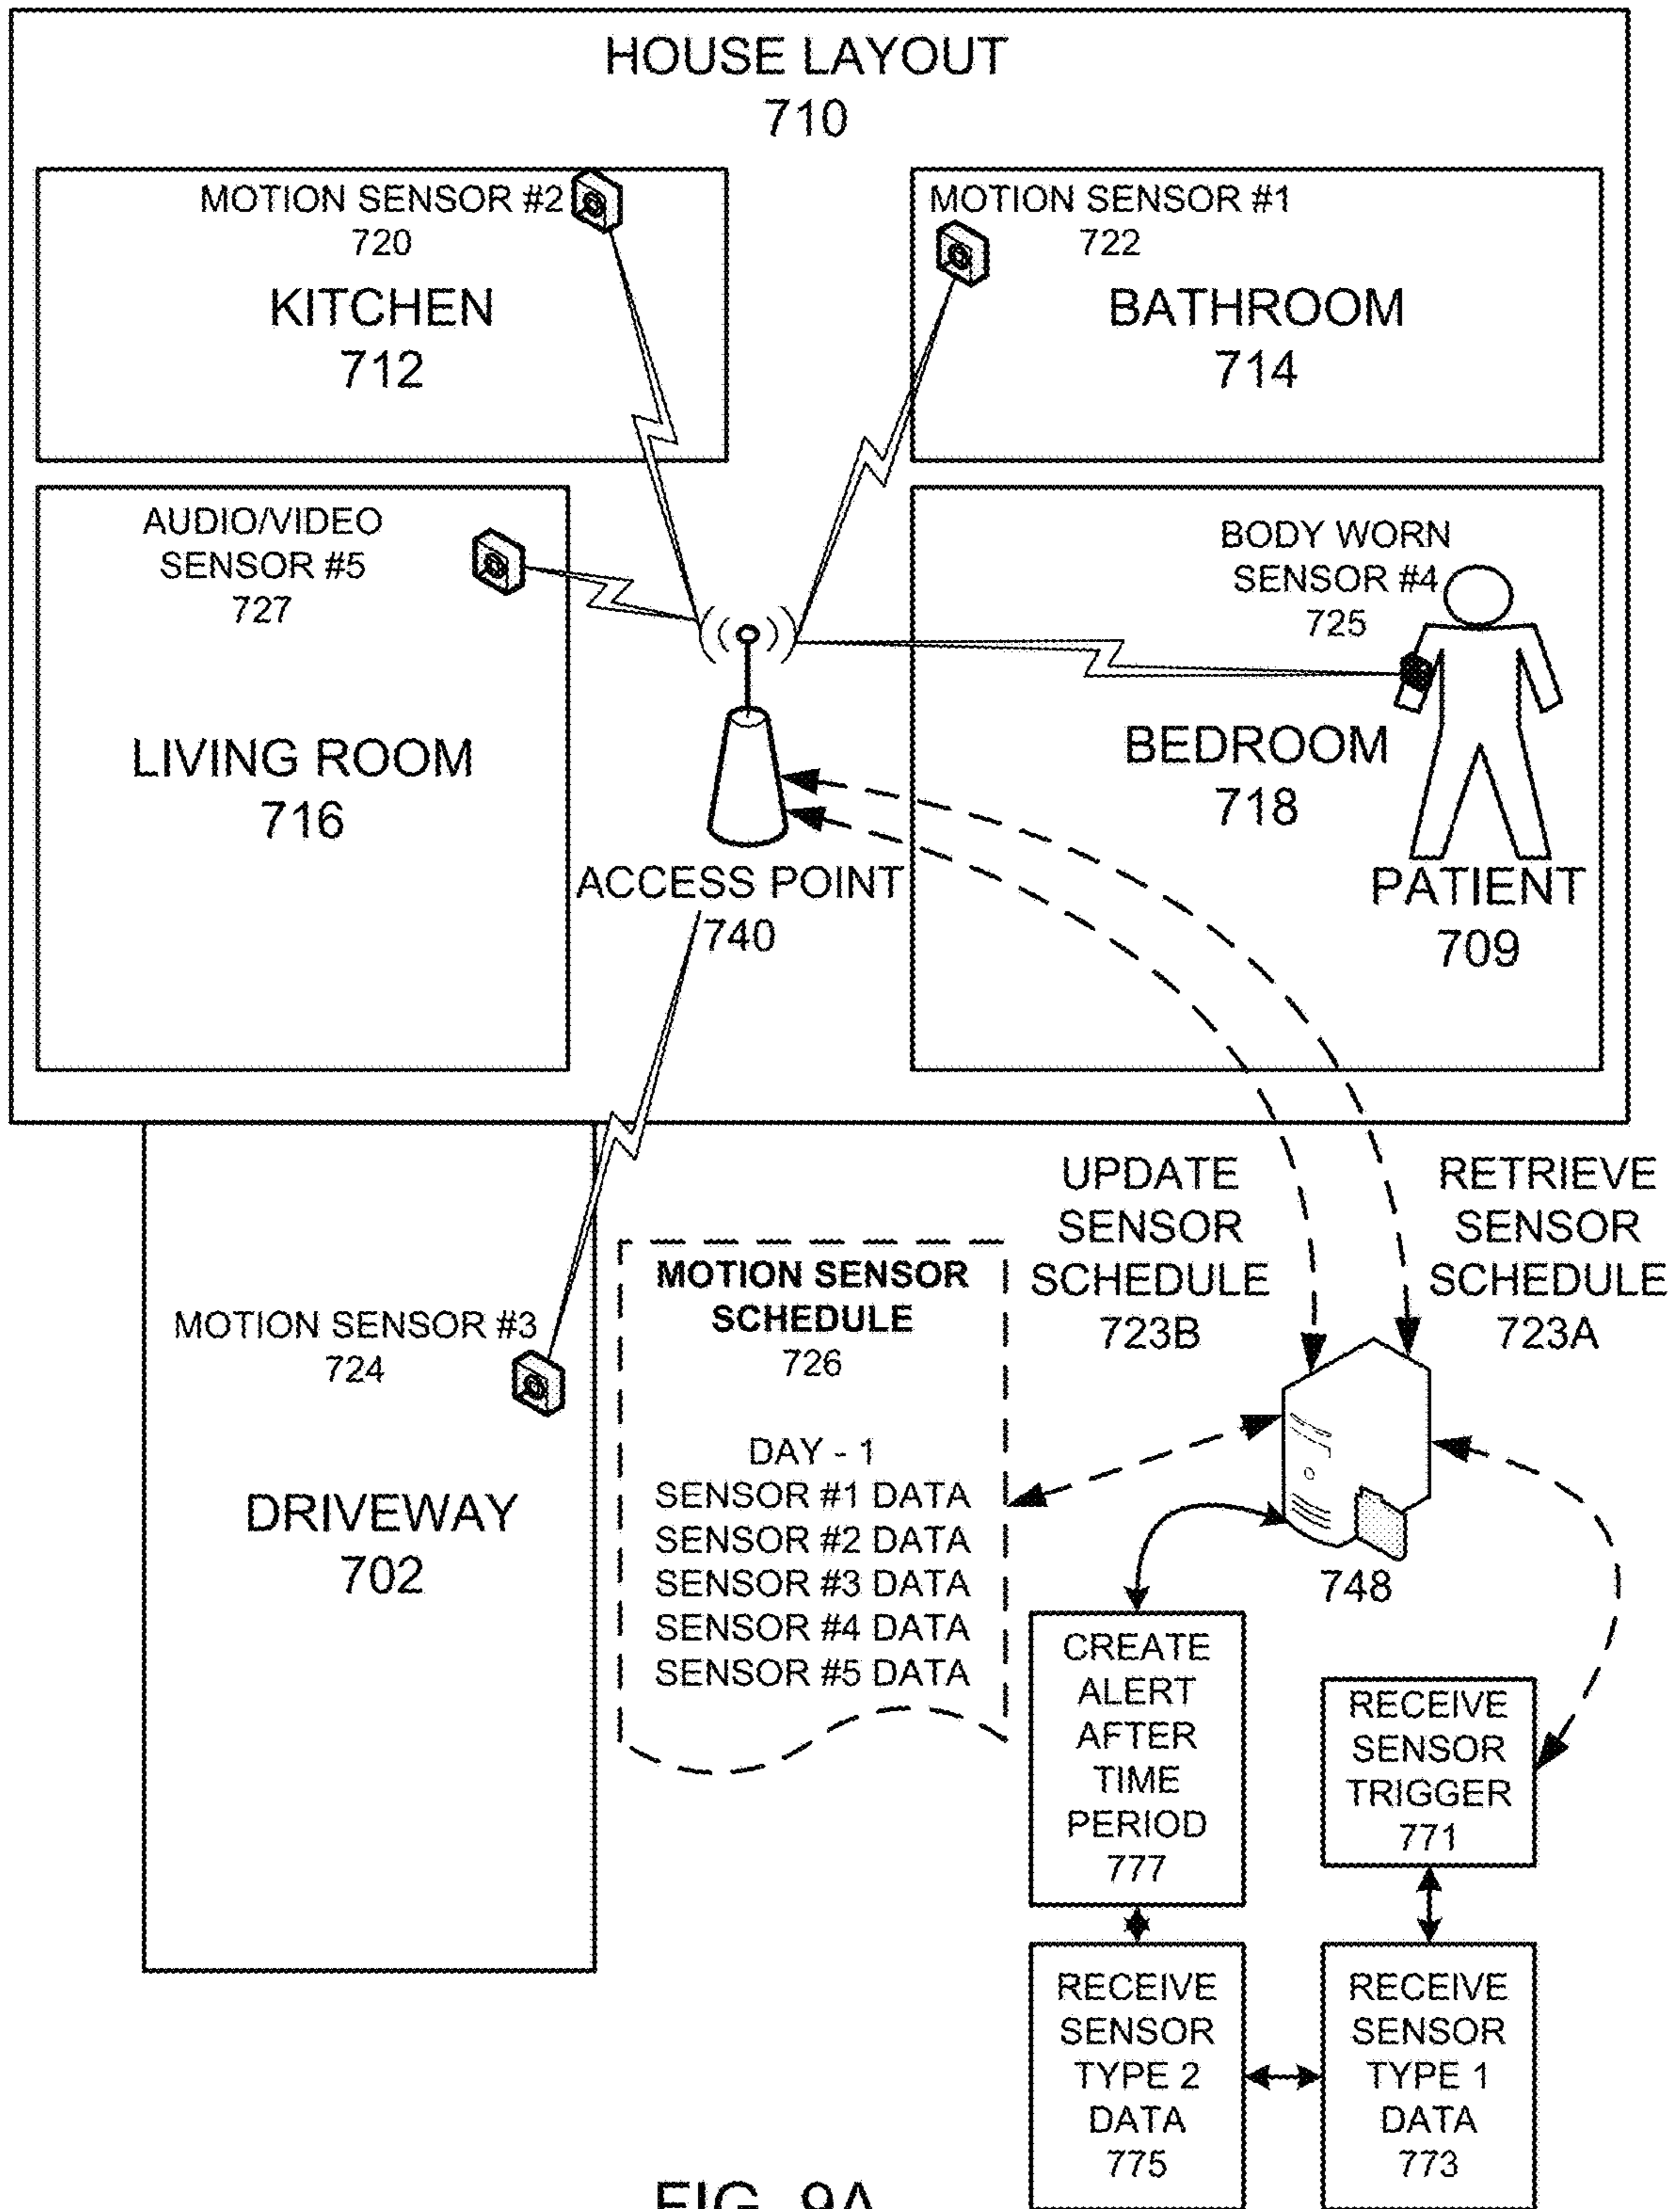 HOUSE LAYOUT
710
MOTION SENSOR #2
720
KITCHEN
712
MOTION SENSOR #1
722
BATHROOM
714
AUDIO/VIDEO
SENSOR #5
727
LIVING ROOM
716
BODY WORN
SENSOR #4
725
BEDROOM
718
PATIENT
709
ACCESS POINT
740
MOTION SENSOR #3
724
DRIVEWAY
702
MOTION SENSOR
SCHEDULE
726
DAY - 1
SENSOR #1 DATA
SENSOR #2 DATA
SENSOR #3 DATA
SENSOR #4 DATA
SENSOR #5 DATA
UPDATE
SENSOR
SCHEDULE
723B
RETRIEVE
SENSOR
SCHEDULE
723A
748
CREATE
ALERT
AFTER
TIME
PERIOD
777
RECEIVE
SENSOR
TRIGGER
771
RECEIVE
SENSOR
TYPE 2
DATA
775
RECEIVE
SENSOR
TYPE 1
DATA
773
FIG. 9A